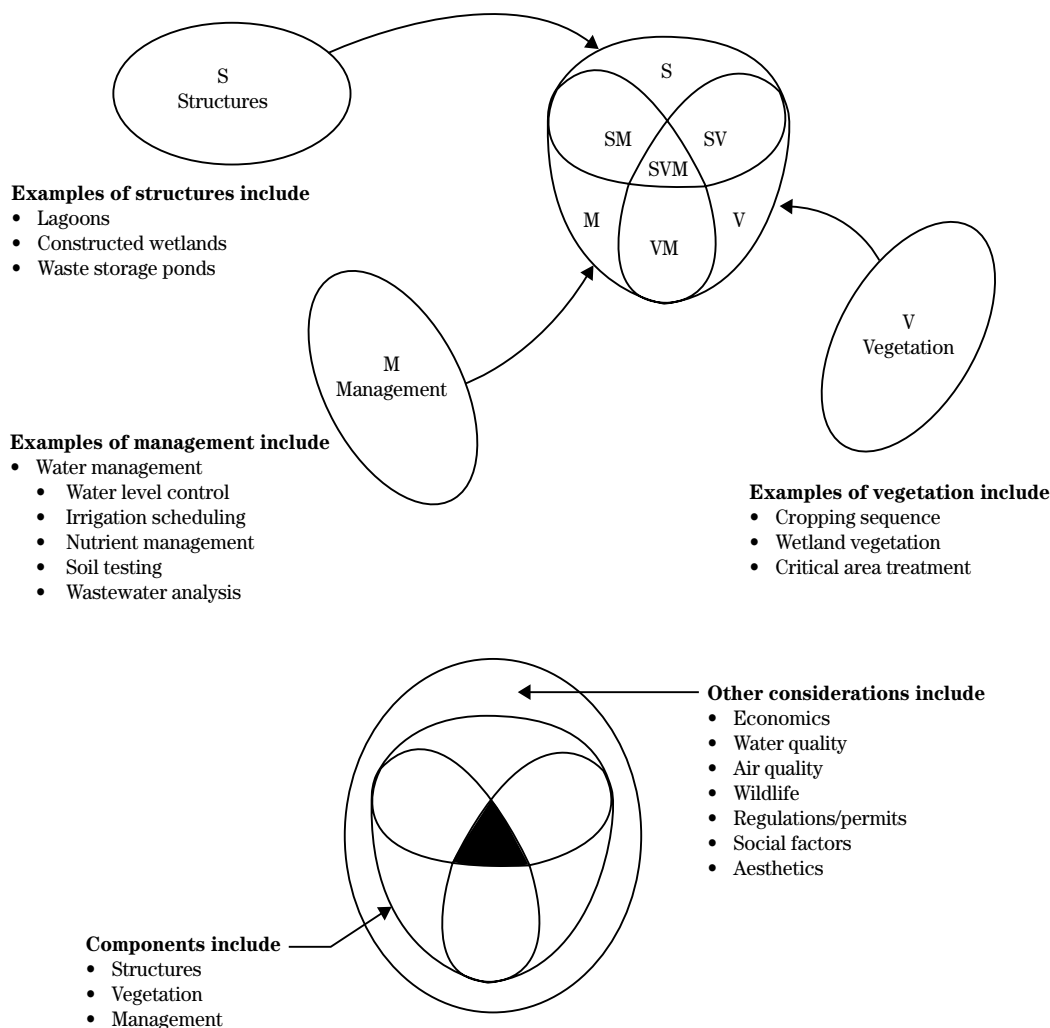 S
Structures
S
SM
SV
SVM
M
V
VM
Examples of structures include
• Lagoons
• Constructed wetlands
• Waste storage ponds
M
Management
V
Vegetation
Examples of management include
• Water management
• Water level control
• Irrigation scheduling
• Nutrient management
• Soil testing
• Wastewater analysis
Examples of vegetation include
• Cropping sequence
• Wetland vegetation
• Critical area treatment
Other considerations include
• Economics
• Water quality
• Air quality
• Wildlife
• Regulations/permits
• Social factors
• Aesthetics
Components include
• Structures
• Vegetation
• Management